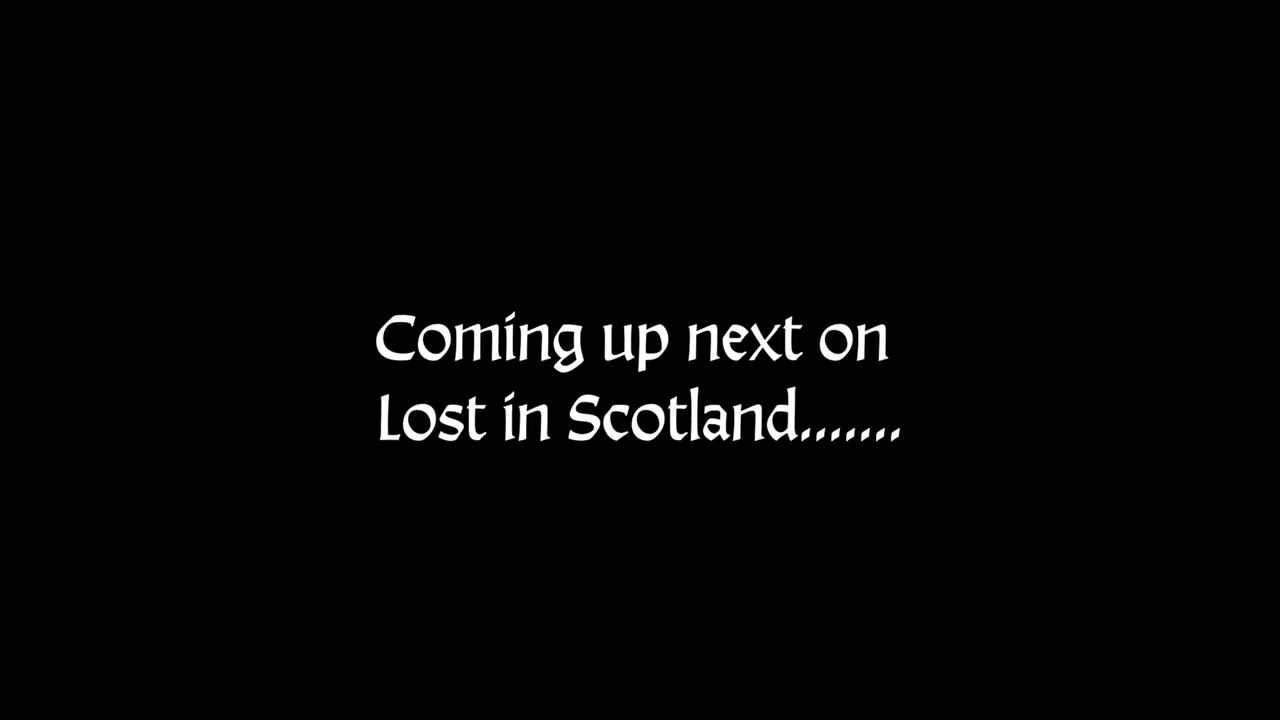 Coming up next on
Lost in Scotland.......